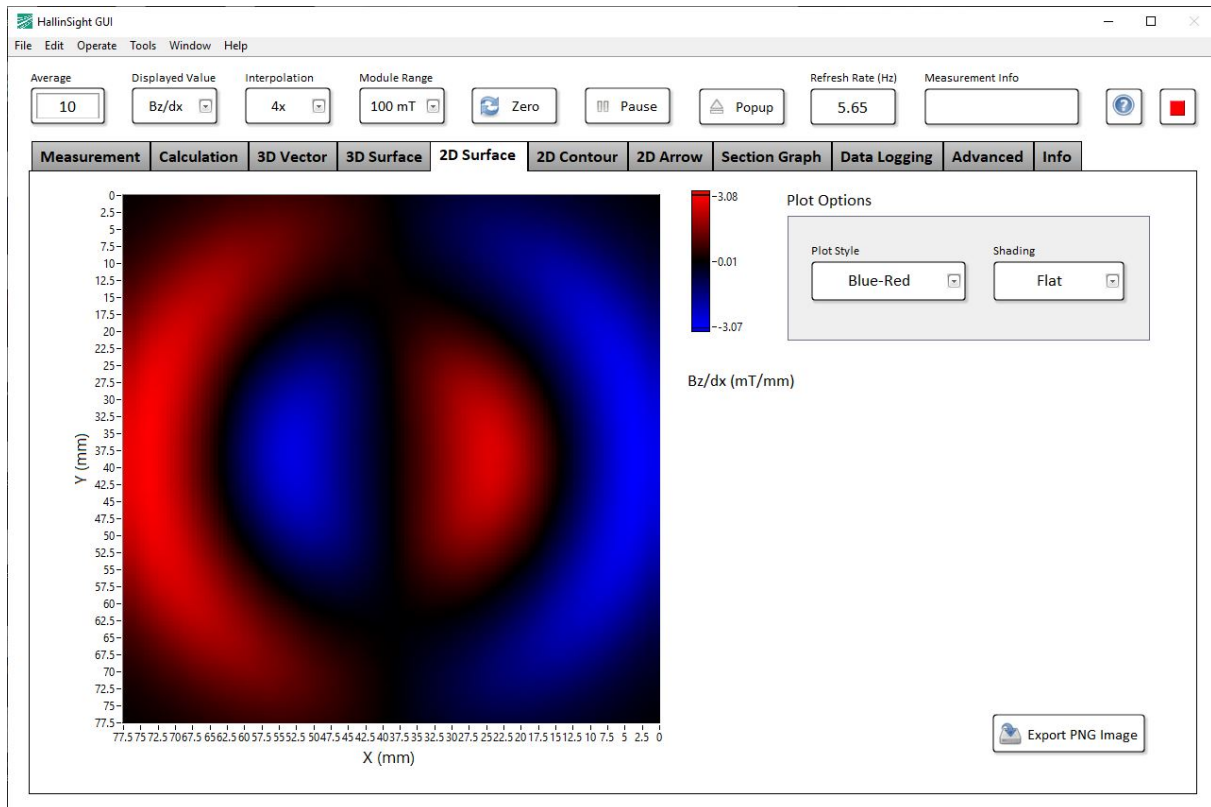 HallinSight GUI
File Edit Operate Tools Window Help
Average Displayed Value Interpolation Module Range Refresh Rate (Hz) Measurement Info
10 Bz/dx 4x 100 mT Zero Pause Popup 5.65
Measurement Calculation 3D Vector 3D Surface 2D Surface 2D Contour 2D Arrow Section Graph Data Logging Advanced Info
0
2.5
5
7.5
10
12.5
15
17.5
20
22.5
25
27.5
30
32.5
35
37.5
40
42.5
45
47.5
50
52.5
55
57.5
60
62.5
65
67.5
70
72.5
75
77.5
Y (mm)
77.5 75 72.5 70 67.5 65 62.5 60 57.5 55 52.5 50 47.5 45 42.5 40 37.5 35 32.5 30 27.5 25 22.5 20 17.5 15 12.5 10 7.5 5 2.5 0
X (mm)
3.08
0.01
-3.07
Bz/dx (mT/mm)
Plot Options
Plot Style Shading
Blue-Red Flat
Export PNG Image